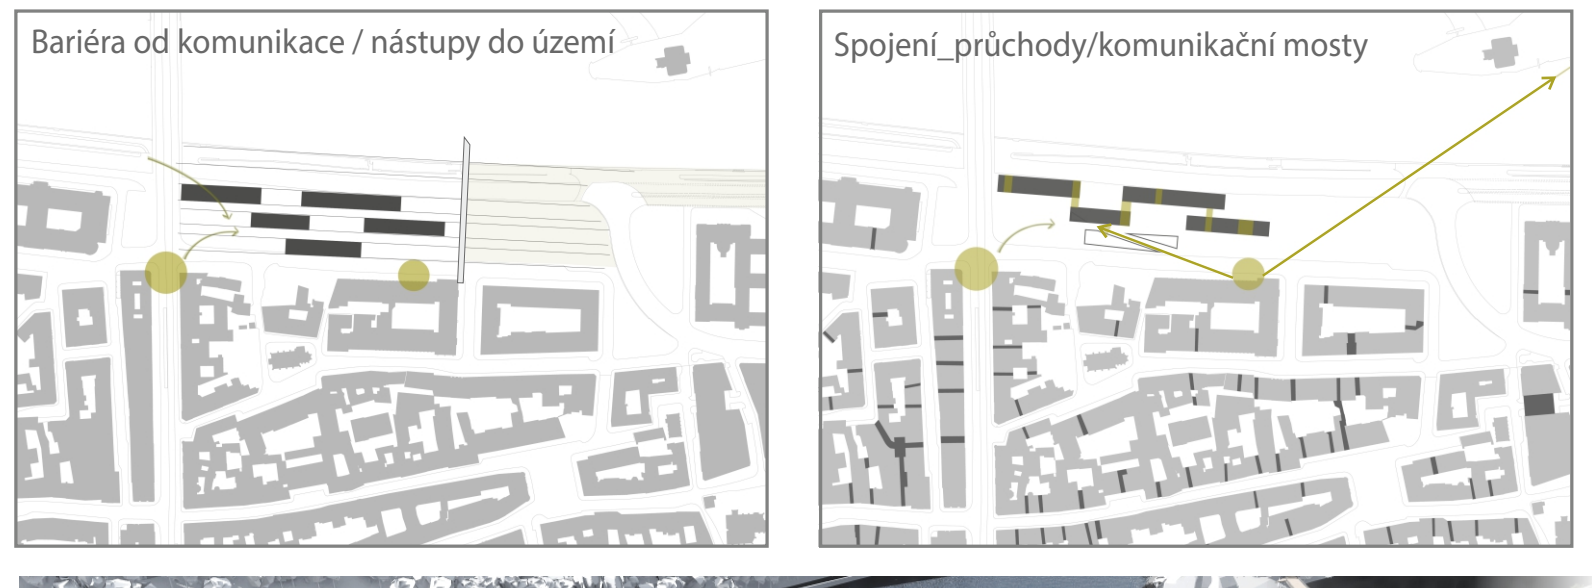 Bariéra od komunikace / nástupy do území
Spojení_průchody/komunikační mosty